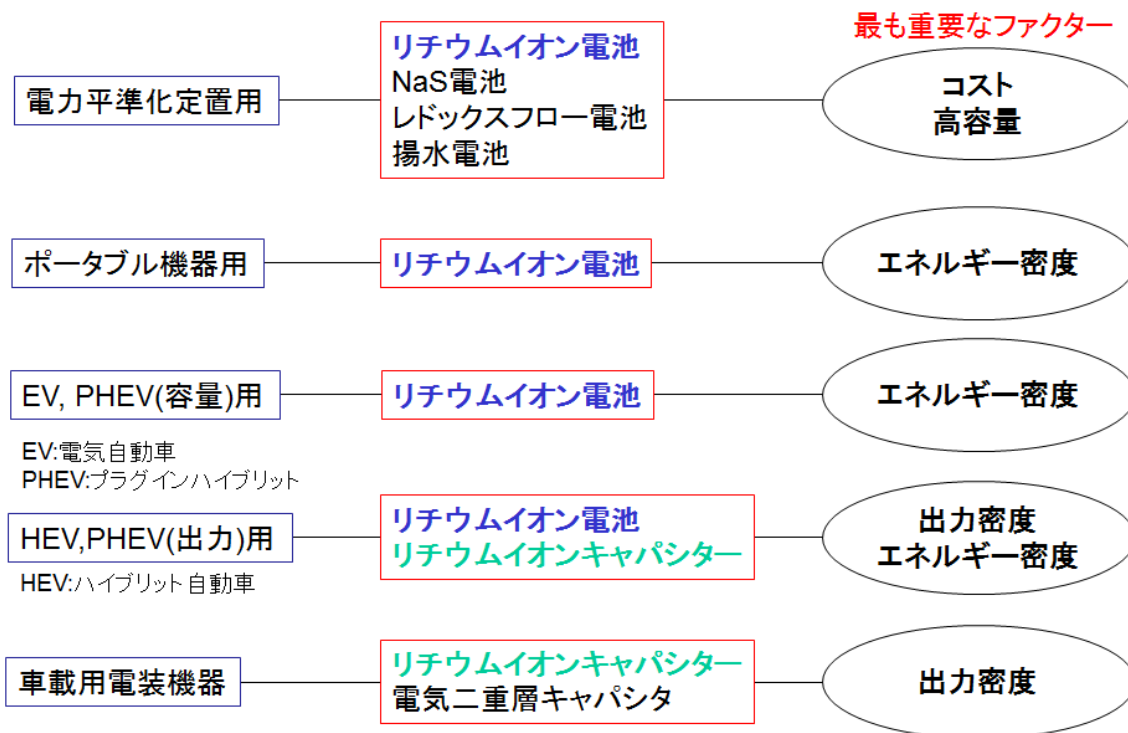 最も重要なファクター
電力平準化定置用
リチウムイオン電池
NaS電池
レドックスフロー電池
揚水電池
コスト
高容量
ポータブル機器用
リチウムイオン電池
エネルギー密度
EV, PHEV(容量)用
リチウムイオン電池
エネルギー密度
EV:電気自動車
PHEV:プラグインハイブリット
HEV,PHEV(出力)用
リチウムイオン電池
リチウムイオンキャパシター
出力密度
エネルギー密度
HEV:ハイブリット自動車
車載用電装機器
リチウムイオンキャパシター
電気二重層キャパシタ
出力密度